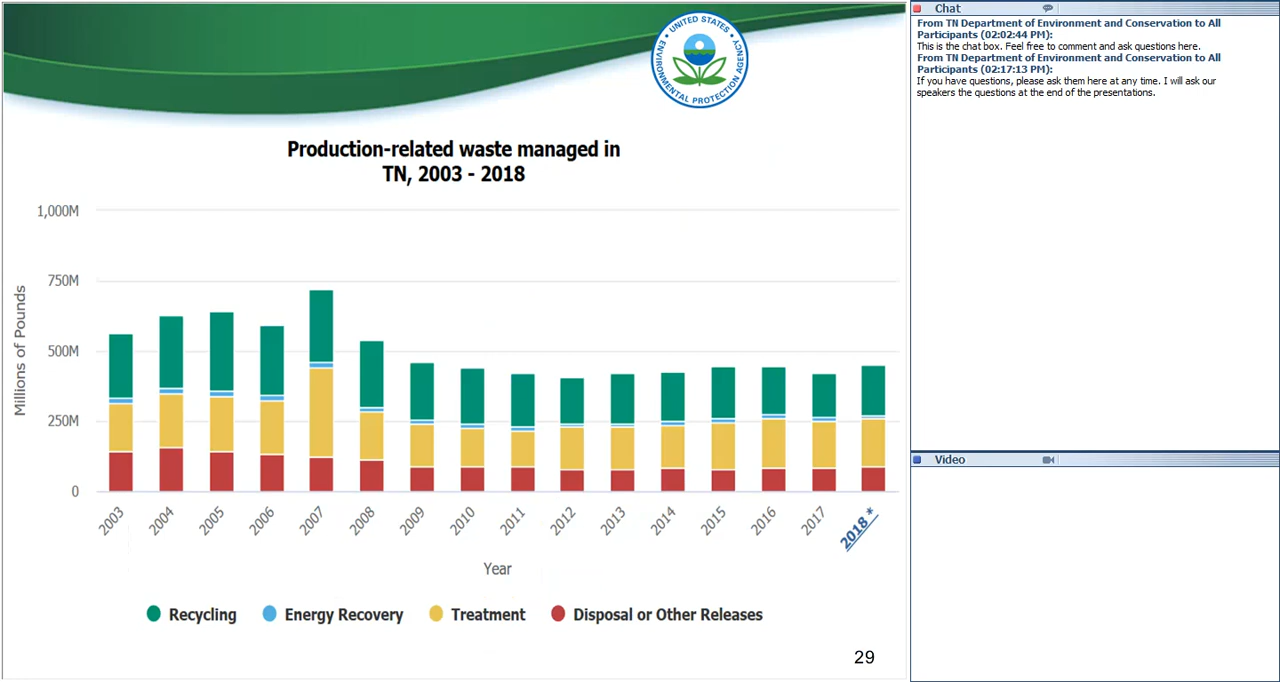 UNITED STATES
ENVIRONMENTAL PROTECTION AGENCY
Production-related waste managed in
TN, 2003 - 2018
1,000M
750M
500M
250M
0
Millions of Pounds
2003
2004
2005
2006
2007
2008
2009
2010
2011
2012
2013
2014
2015
2016
2017
2018 *
Year
Recycling
Energy Recovery
Treatment
Disposal or Other Releases
29
Chat
From TN Department of Environment and Conservation to All
Participants (02:02:44 PM):
This is the chat box. Feel free to comment and ask questions here.
From TN Department of Environment and Conservation to All
Participants (02:17:13 PM):
If you have questions, please ask them here at any time. I will ask our
speakers the questions at the end of the presentations.
Video